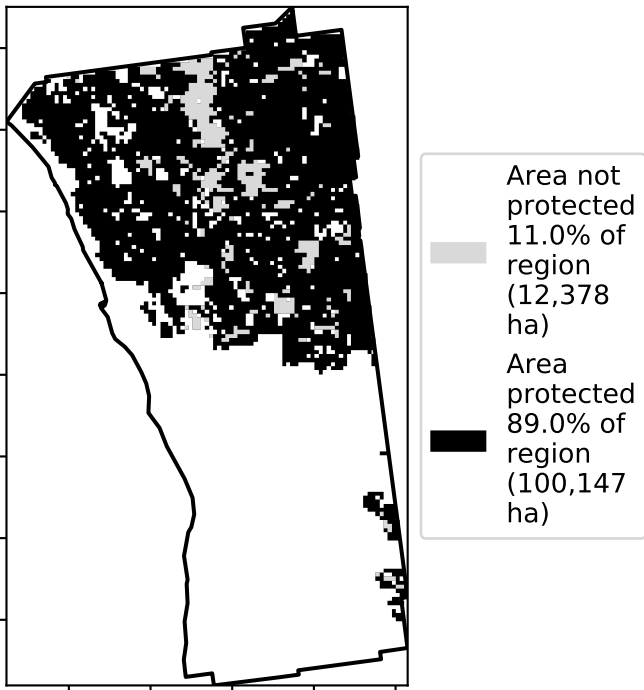 Area not
protected
11.0% of
region
(12,378
ha)
Area
protected
89.0% of
region
(100,147
ha)